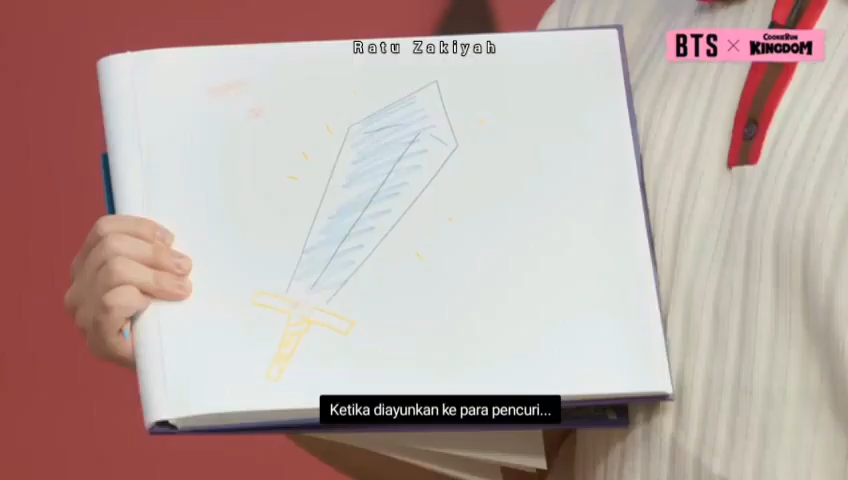 Ratu Zakiyah
BTS × COOKIERUN
KINGDOM
Ketika diayunkan ke para pencuri...